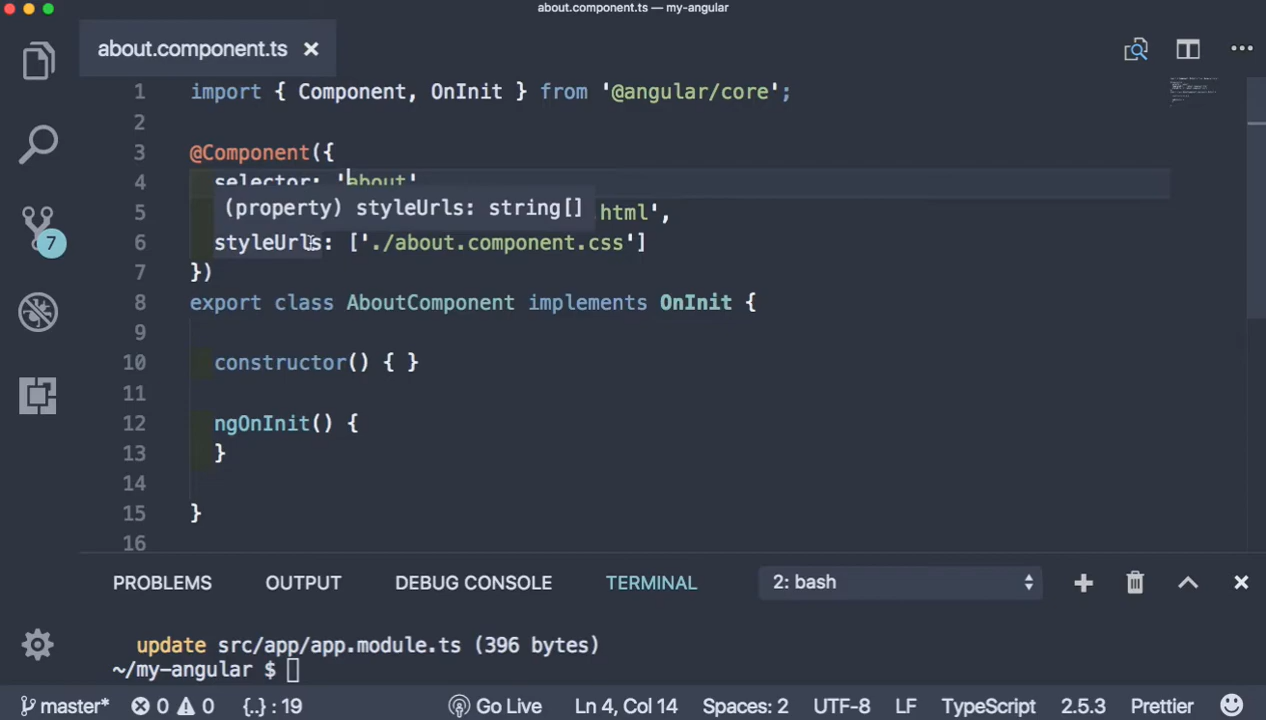 about.component.ts — my-angular
about.component.ts ×
1 import { Component, OnInit } from '@angular/core';
2
3 @Component({
4 selector: 'about'
(property) styleUrls: string[]
5 html',
6 styleUrls: ['./about.component.css']
7 })
8 export class AboutComponent implements OnInit {
9
10 constructor() { }
11
12 ngOnInit() {
13 }
14
15 }
16
7
PROBLEMS OUTPUT DEBUG CONSOLE TERMINAL 2: bash
update src/app/app.module.ts (396 bytes)
~/my-angular $
master* 0 0 {..} : 19 Go Live Ln 4, Col 14 Spaces: 2 UTF-8 LF TypeScript 2.5.3 Prettier